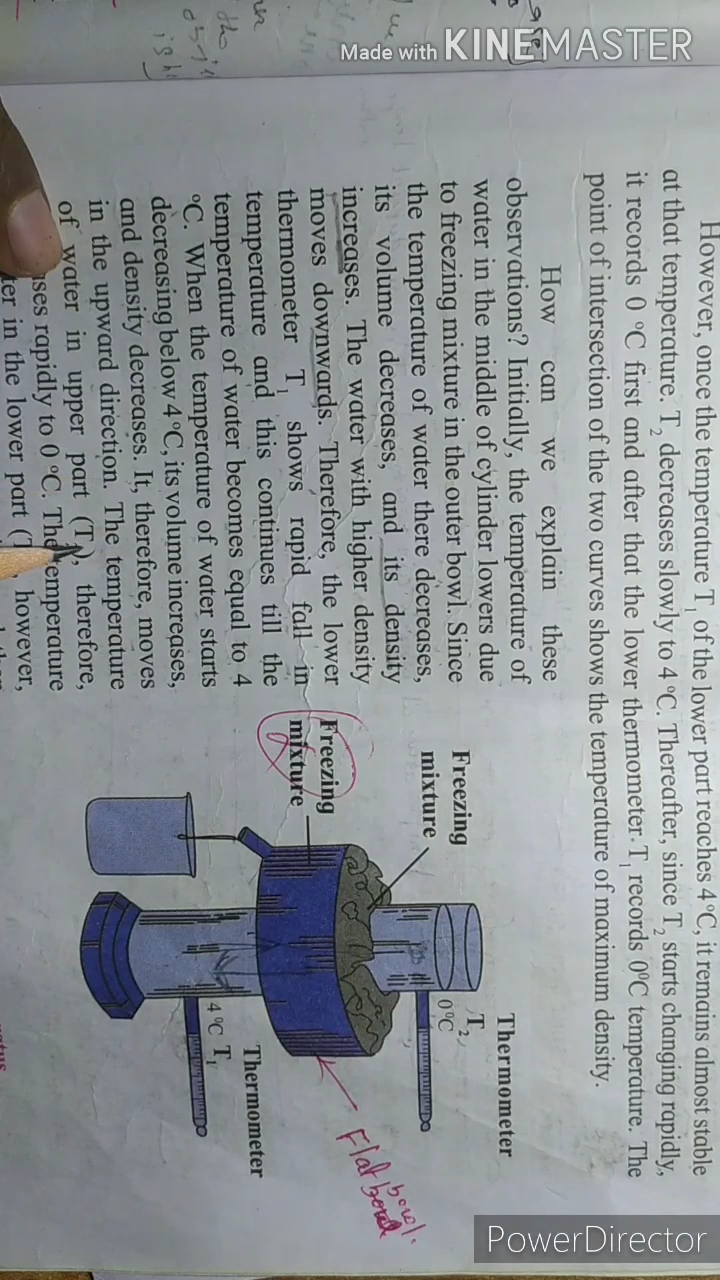 Made with KINEMASTER
However, once the temperature T1 of the lower part reaches 4 °C, it remains almost stable
at that temperature. T2 decreases slowly to 4 °C. Thereafter, since T2 starts changing rapidly,
it records 0 °C first and after that the lower thermometer T1 records 0°C temperature. The
point of intersection of the two curves shows the temperature of maximum density.
How can we explain these
observations? Initially, the temperature of
water in the middle of cylinder lowers due
to freezing mixture in the outer bowl. Since
the temperature of water there decreases,
its volume decreases, and its density
increases. The water with higher density
moves downwards. Therefore, the lower
thermometer T1 shows rapid fall in
temperature and this continues till the
temperature of water becomes equal to 4
°C. When the temperature of water starts
decreasing below 4°C, its volume increases,
and density decreases. It, therefore, moves
in the upward direction. The temperature
of water in upper part (T2), therefore,
rapidly to 0 °C. The temperature
in the lower part however,
Freezing
mixture
Freezing
mixture
Thermometer
T2
0°C
4 °C T1
Thermometer
Flat bowl.
PowerDirector